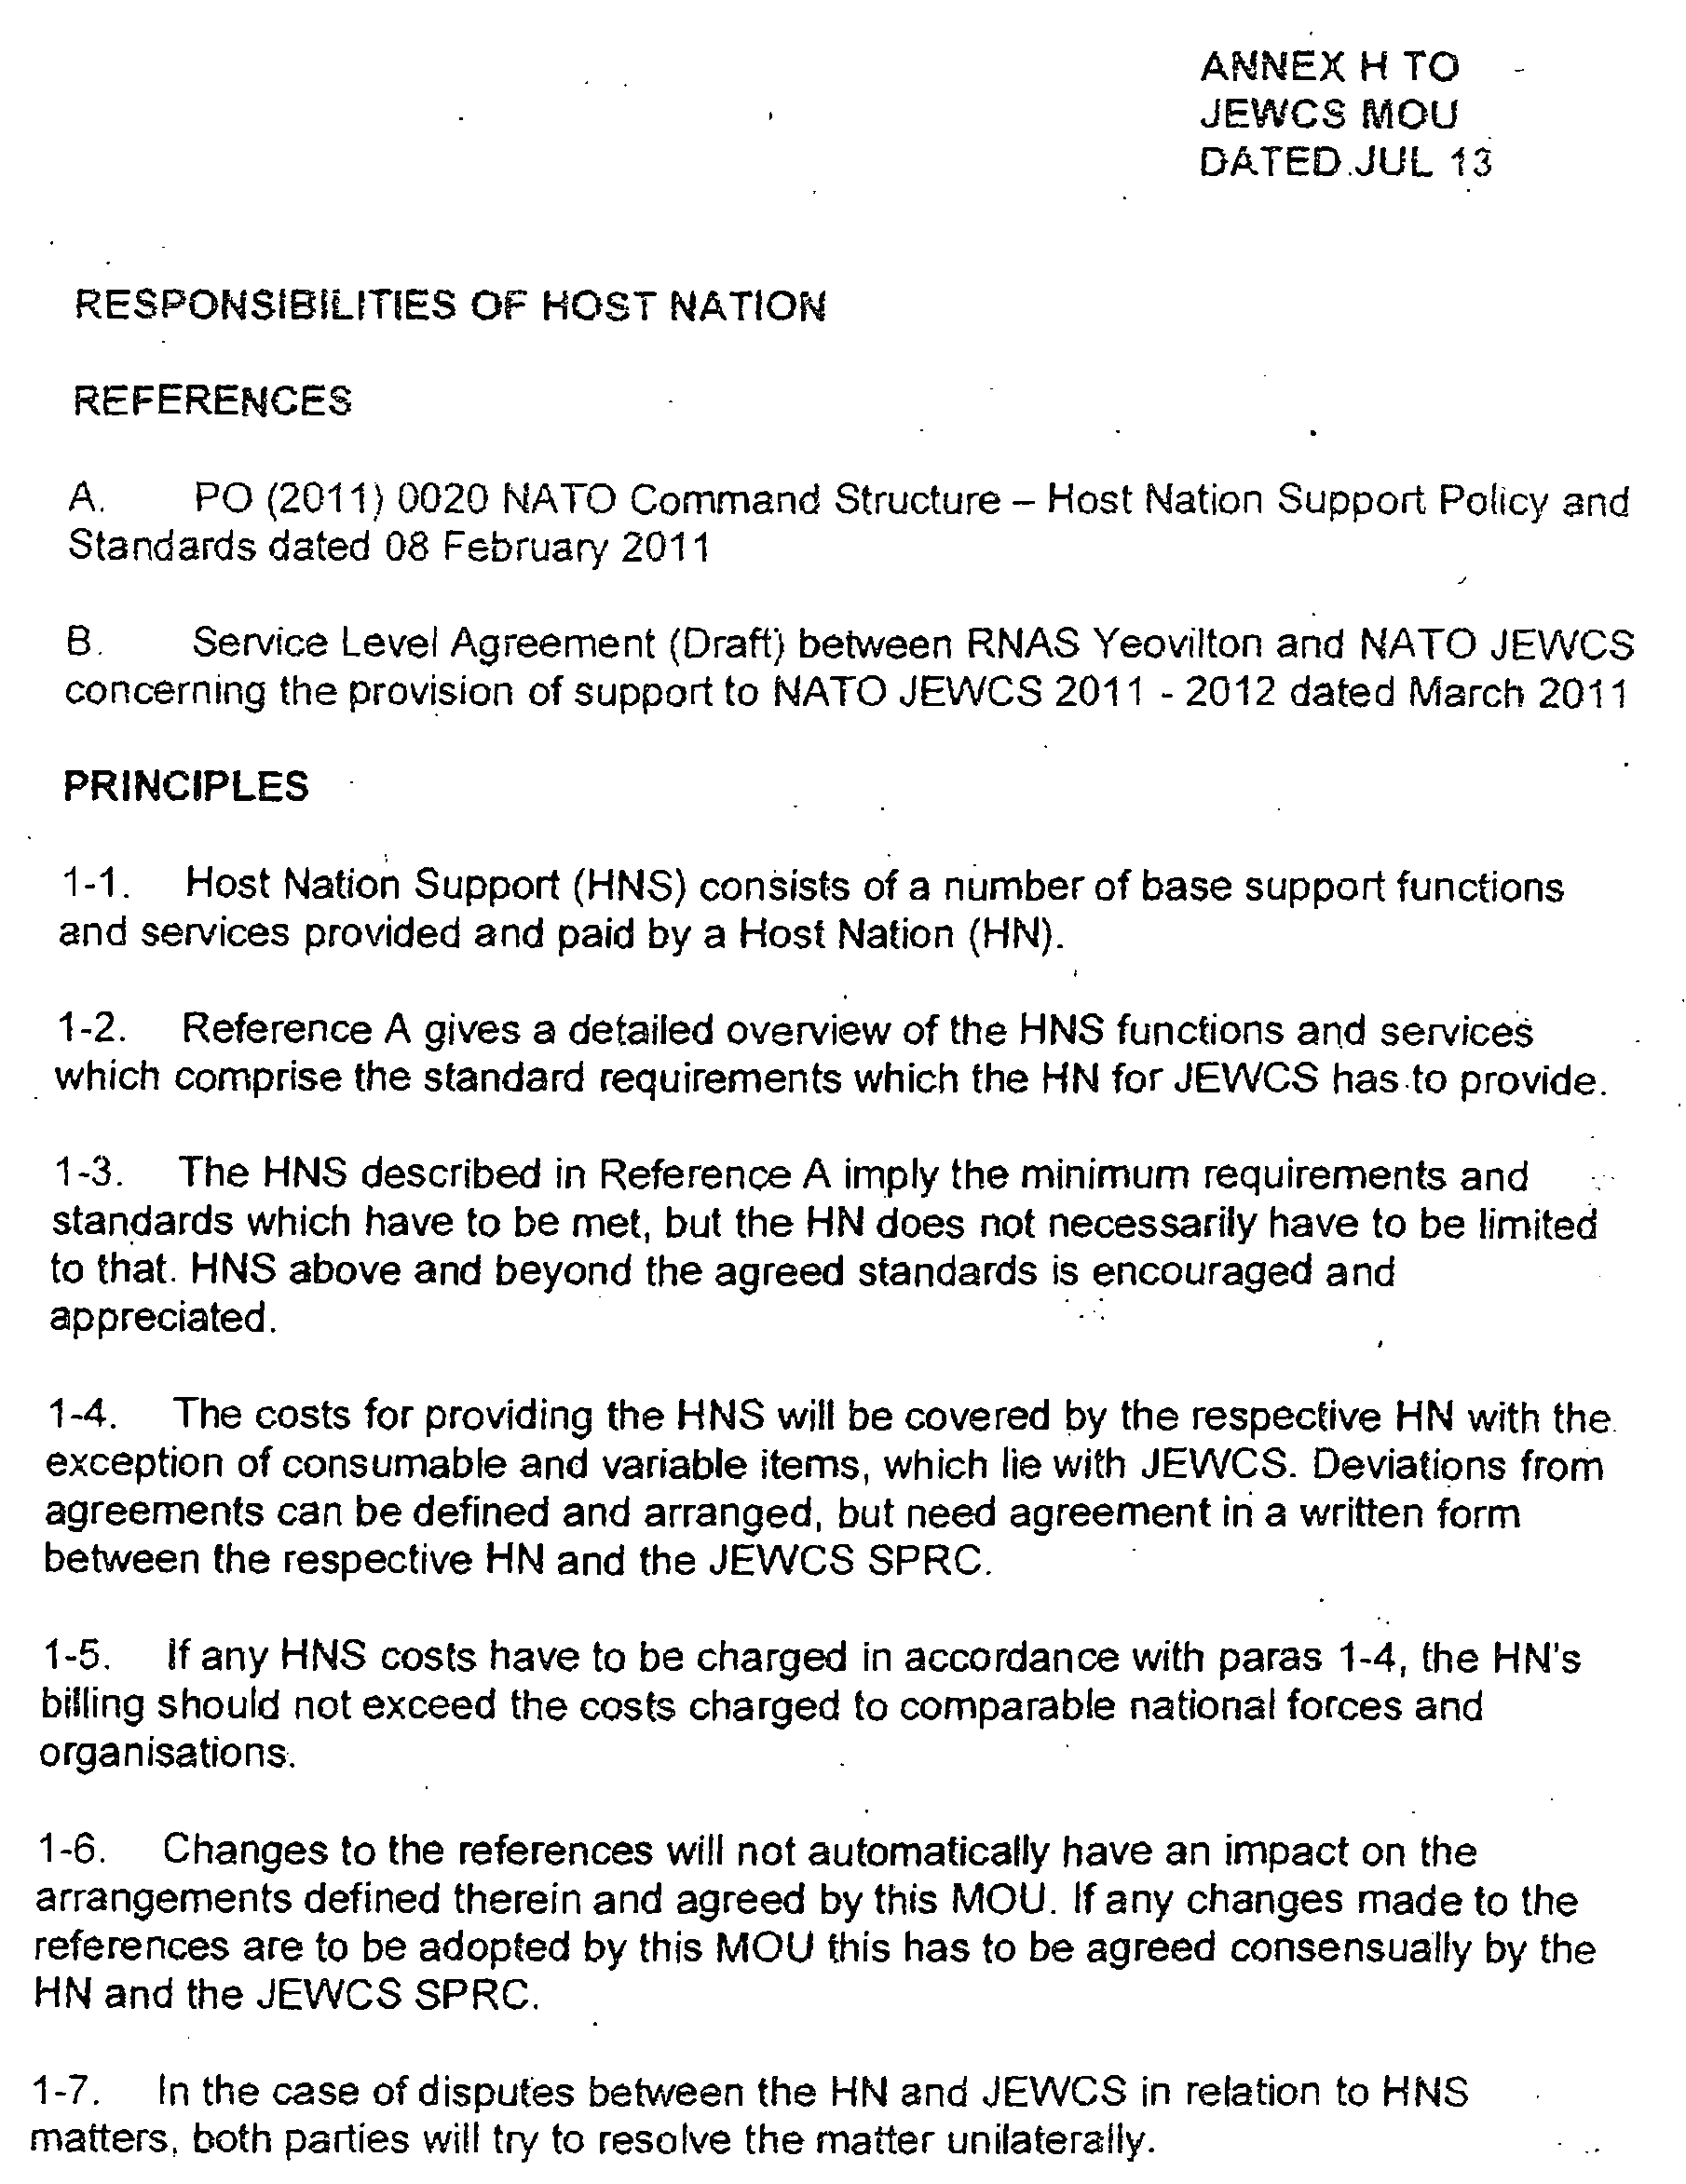 ANNEX H TO
JEWCS MOU
DATED JUL 13
RESPONSIBILITIES OF HOST NATION
REFERENCES
A. PO (2011) 0020 NATO Command Structure – Host Nation Support Policy and
Standards dated 08 February 2011
B. Service Level Agreement (Draft) between RNAS Yeovilton and NATO JEWCS
concerning the provision of support to NATO JEWCS 2011 - 2012 dated March 2011
PRINCIPLES
1-1. Host Nation Support (HNS) consists of a number of base support functions
and services provided and paid by a Host Nation (HN).
1-2. Reference A gives a detailed overview of the HNS functions and services
which comprise the standard requirements which the HN for JEWCS has to provide.
1-3. The HNS described in Reference A imply the minimum requirements and
standards which have to be met, but the HN does not necessarily have to be limited
to that. HNS above and beyond the agreed standards is encouraged and
appreciated.
1-4. The costs for providing the HNS will be covered by the respective HN with the
exception of consumable and variable items, which lie with JEWCS. Deviations from
agreements can be defined and arranged, but need agreement in a written form
between the respective HN and the JEWCS SPRC.
1-5. If any HNS costs have to be charged in accordance with paras 1-4, the HN's
billing should not exceed the costs charged to comparable national forces and
organisations.
1-6. Changes to the references will not automatically have an impact on the
arrangements defined therein and agreed by this MOU. If any changes made to the
references are to be adopted by this MOU this has to be agreed consensually by the
HN and the JEWCS SPRC.
1-7. In the case of disputes between the HN and JEWCS in relation to HNS
matters, both parties will try to resolve the matter unilaterally.